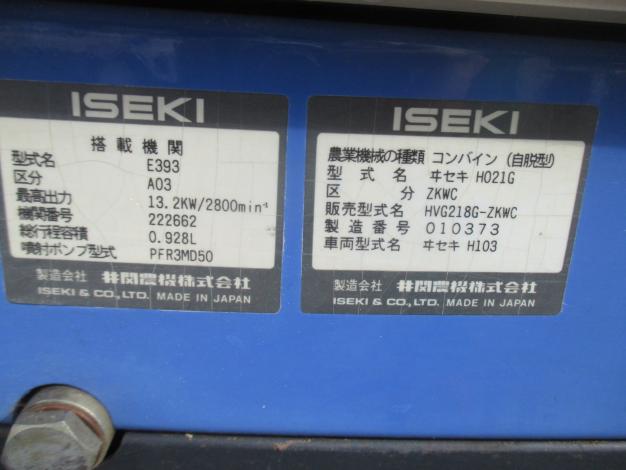 ISEKI
搭載機関
型式名 E393
区分 A03
最高出力 13.2KW/2800min⁻¹
機関番号 222662
総行程容積 0.928L
噴射ポンプ型式 PFR3MD50
製造会社 井関農機株式会社
ISEKI & CO., LTD. MADE IN JAPAN
ISEKI
農業機械の種類 コンバイン (自脱型)
型式名 ヰセキ HO21G
区分 ZKWC
販売型式名 HVG218G-ZKWC
製造番号 010373
車両型式名 ヰセキ H103
製造会社 井関農機株式会社
ISEKI & CO., LTD. MADE IN JAPAN